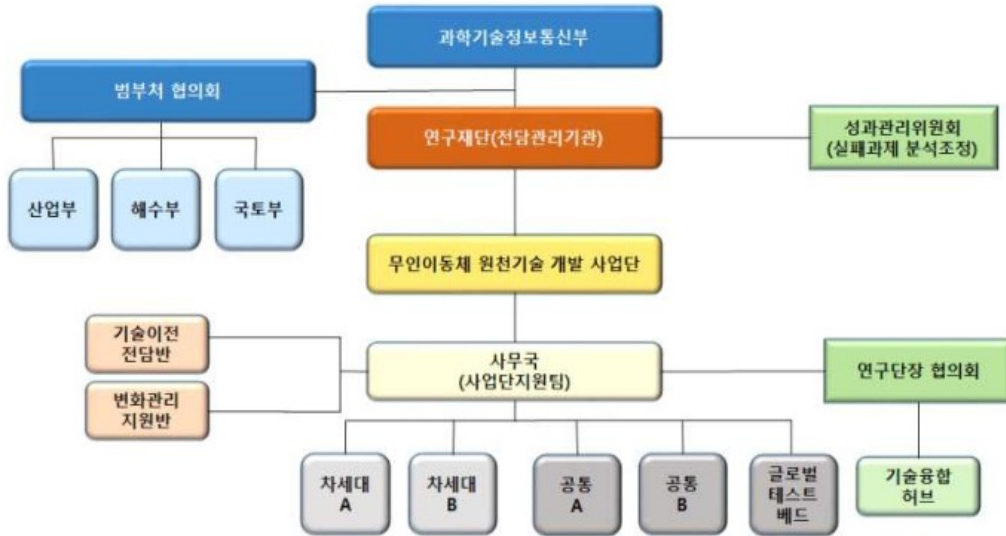 과학기술정보통신부
범부처 협의회
연구재단(전담관리기관)
성과관리위원회
(실패과제 분석조정)
산업부
해수부
국토부
무인이동체 원천기술 개발 사업단
기술이전
전담반
사무국
(사업단지원팀)
연구단장 협의회
변화관리
지원반
차세대
A
차세대
B
공통
A
공통
B
글로벌
테스트
베드
기술융합
허브